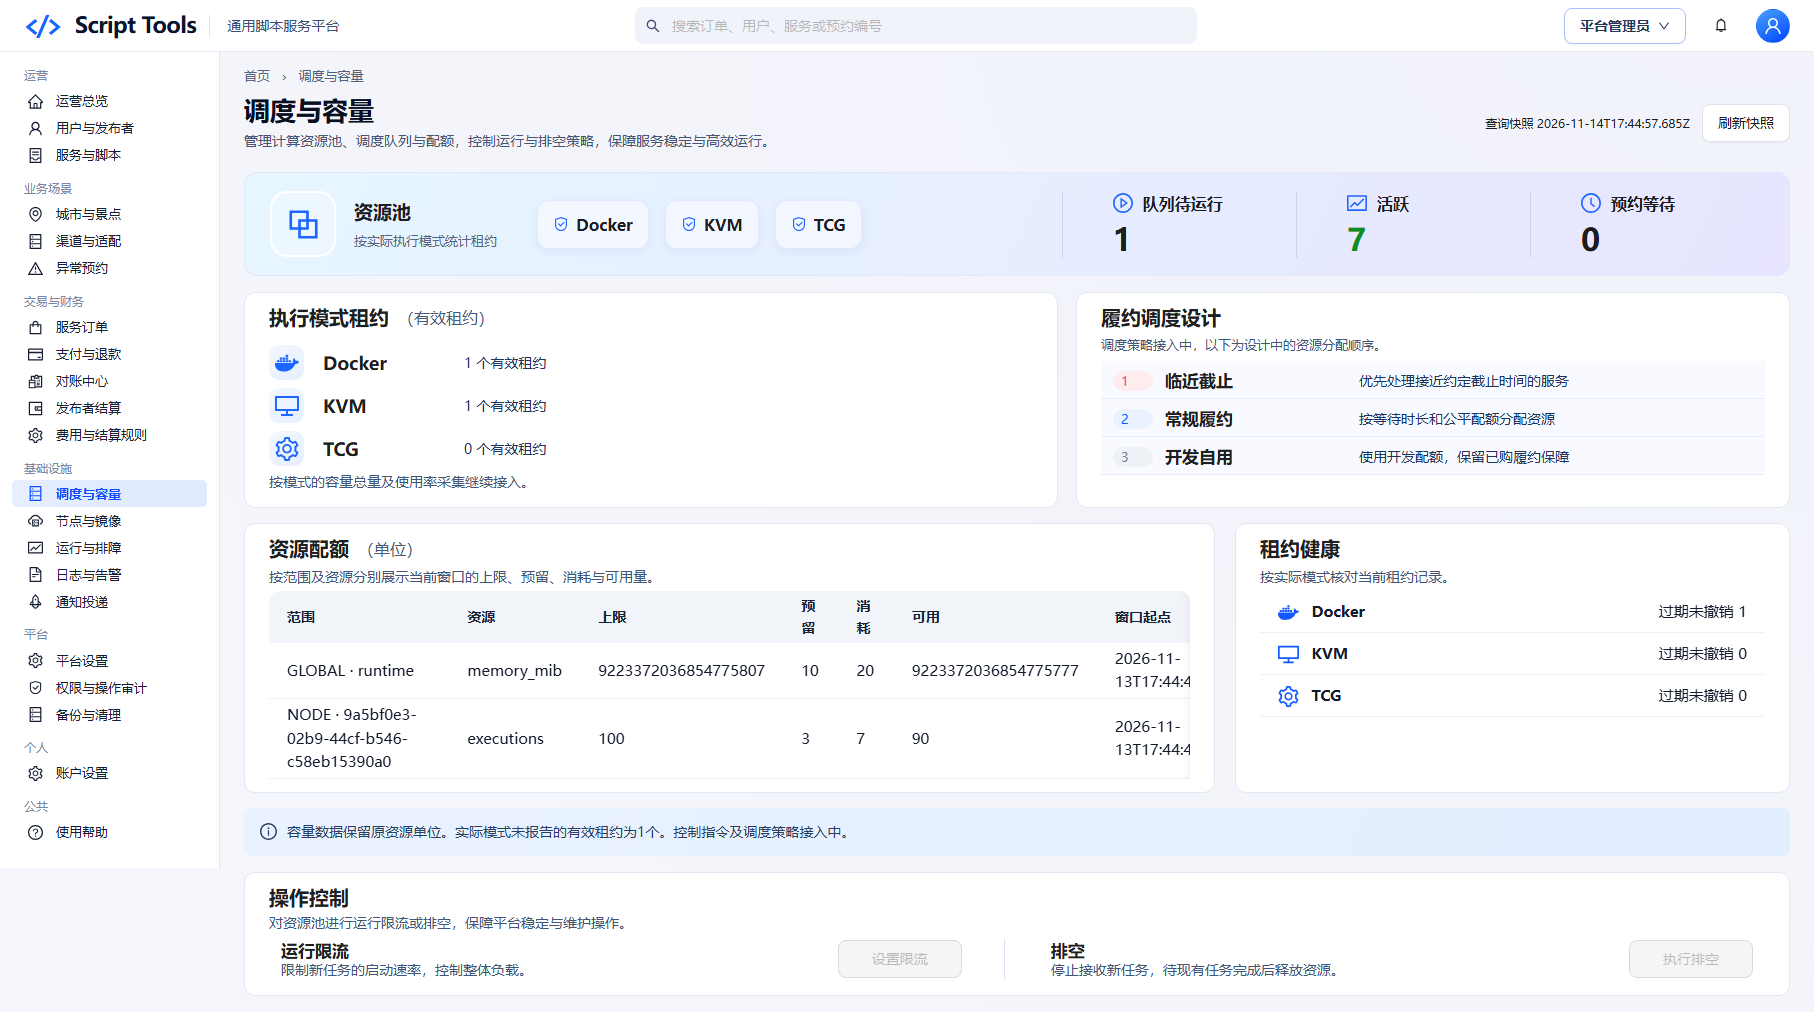 Script Tools
通用脚本服务平台
搜索订单、用户、服务或预约编号
平台管理员
运营
运营总览
用户与发布者
服务与脚本
业务场景
城市与景点
渠道与适配
异常预约
交易与财务
服务订单
支付与退款
对账中心
发布者结算
费用与结算规则
基础设施
调度与容量
节点与镜像
运行与排障
日志与告警
通知投递
平台
平台设置
权限与操作审计
备份与清理
个人
账户设置
公共
使用帮助
首页 › 调度与容量
调度与容量
管理计算资源池、调度队列与配额，控制运行与排空策略，保障服务稳定与高效运行。
查询快照 2026-11-14T17:44:57.685Z
刷新快照
资源池
按实际执行模式统计租约
Docker
KVM
TCG
队列待运行
1
活跃
7
预约等待
0
执行模式租约 （有效租约）
Docker 1 个有效租约
KVM 1 个有效租约
TCG 0 个有效租约
按模式的容量总量及使用率采集继续接入。
履约调度设计
调度策略接入中，以下为设计中的资源分配顺序。
1 临近截止 优先处理接近约定截止时间的服务
2 常规履约 按等待时长和公平配额分配资源
3 开发自用 使用开发配额，保留已购履约保障
资源配额 （单位）
按范围及资源分别展示当前窗口的上限、预留、消耗与可用量。
范围 资源 上限 预留 消耗 可用 窗口起点
GLOBAL · runtime memory_mib 9223372036854775807 10 20 9223372036854775777 2026-11-
13T17:44:4
NODE · 9a5bf0e3-
02b9-44cf-b546-
c58eb15390a0
executions 100 3 7 90 2026-11-
13T17:44:4
租约健康
按实际模式核对当前租约记录。
Docker 过期未撤销 1
KVM 过期未撤销 0
TCG 过期未撤销 0
容量数据保留原资源单位。实际模式未报告的有效租约为1个。控制指令及调度策略接入中。
操作控制
对资源池进行运行限流或排空，保障平台稳定与维护操作。
运行限流
限制新任务的启动速率，控制整体负载。
设置限流
排空
停止接收新任务，待现有任务完成后释放资源。
执行排空